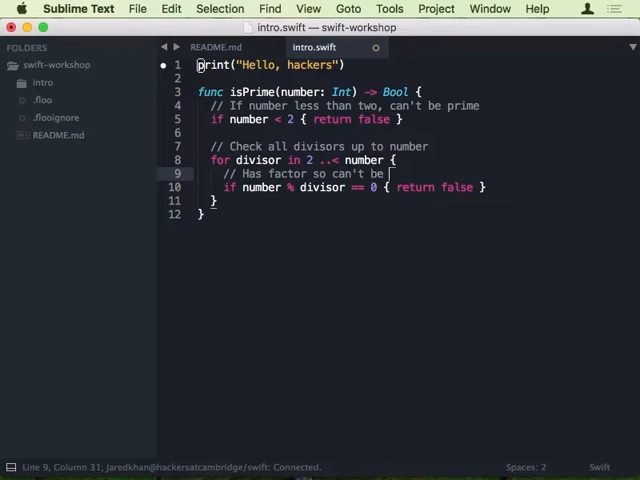 Sublime Text File Edit Selection Find View Goto Tools Project Window Help
intro.swift — swift-workshop
FOLDERS
swift-workshop
intro
.floo
.flooignore
README.md
README.md intro.swift
1 print("Hello, hackers")
2
3 func isPrime(number: Int) -> Bool {
4 // If number less than two, can't be prime
5 if number < 2 { return false }
6
7 // Check all divisors up to number
8 for divisor in 2 ..< number {
9 // Has factor so can't be
10 if number % divisor == 0 { return false }
11 }
12 }
Line 9, Column 31, jaredkhan@hackersatcambridge/swift: Connected. Spaces: 2 Swift